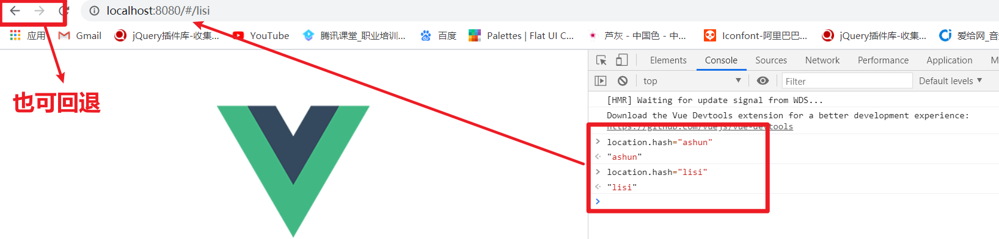 localhost:8080/#/lisi
应用 Gmail jQuery插件库-收集... YouTube 腾讯课堂_职业培训... 百度 Palettes | Flat UI C... 芦灰 - 中国色 - 中... Iconfont-阿里巴巴... jQuery插件库-收集... 爱给网_音
Elements Console Sources Network Performance Application M
top Filter Default levels
也可回退
[HMR] Waiting for update signal from WDS...
Download the Vue Devtools extension for a better development experience:
https://github.com/vuejs/vue-devtools
> location.hash="ashun"
"ashun"
> location.hash="lisi"
"lisi"
>